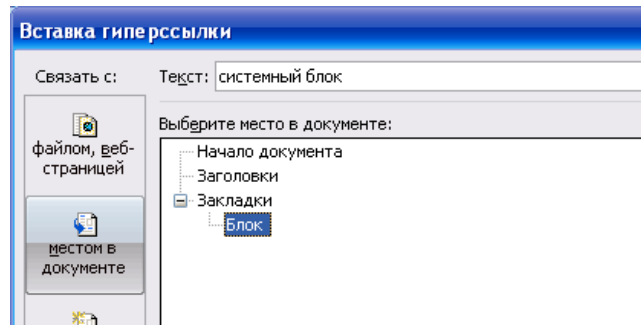 Вставка гиперссылки
Связать с:
Текст: системный блок
файлом, веб-
страницей
Выберите место в документе:
Начало документа
Заголовки
Закладки
Блок
местом в
документе